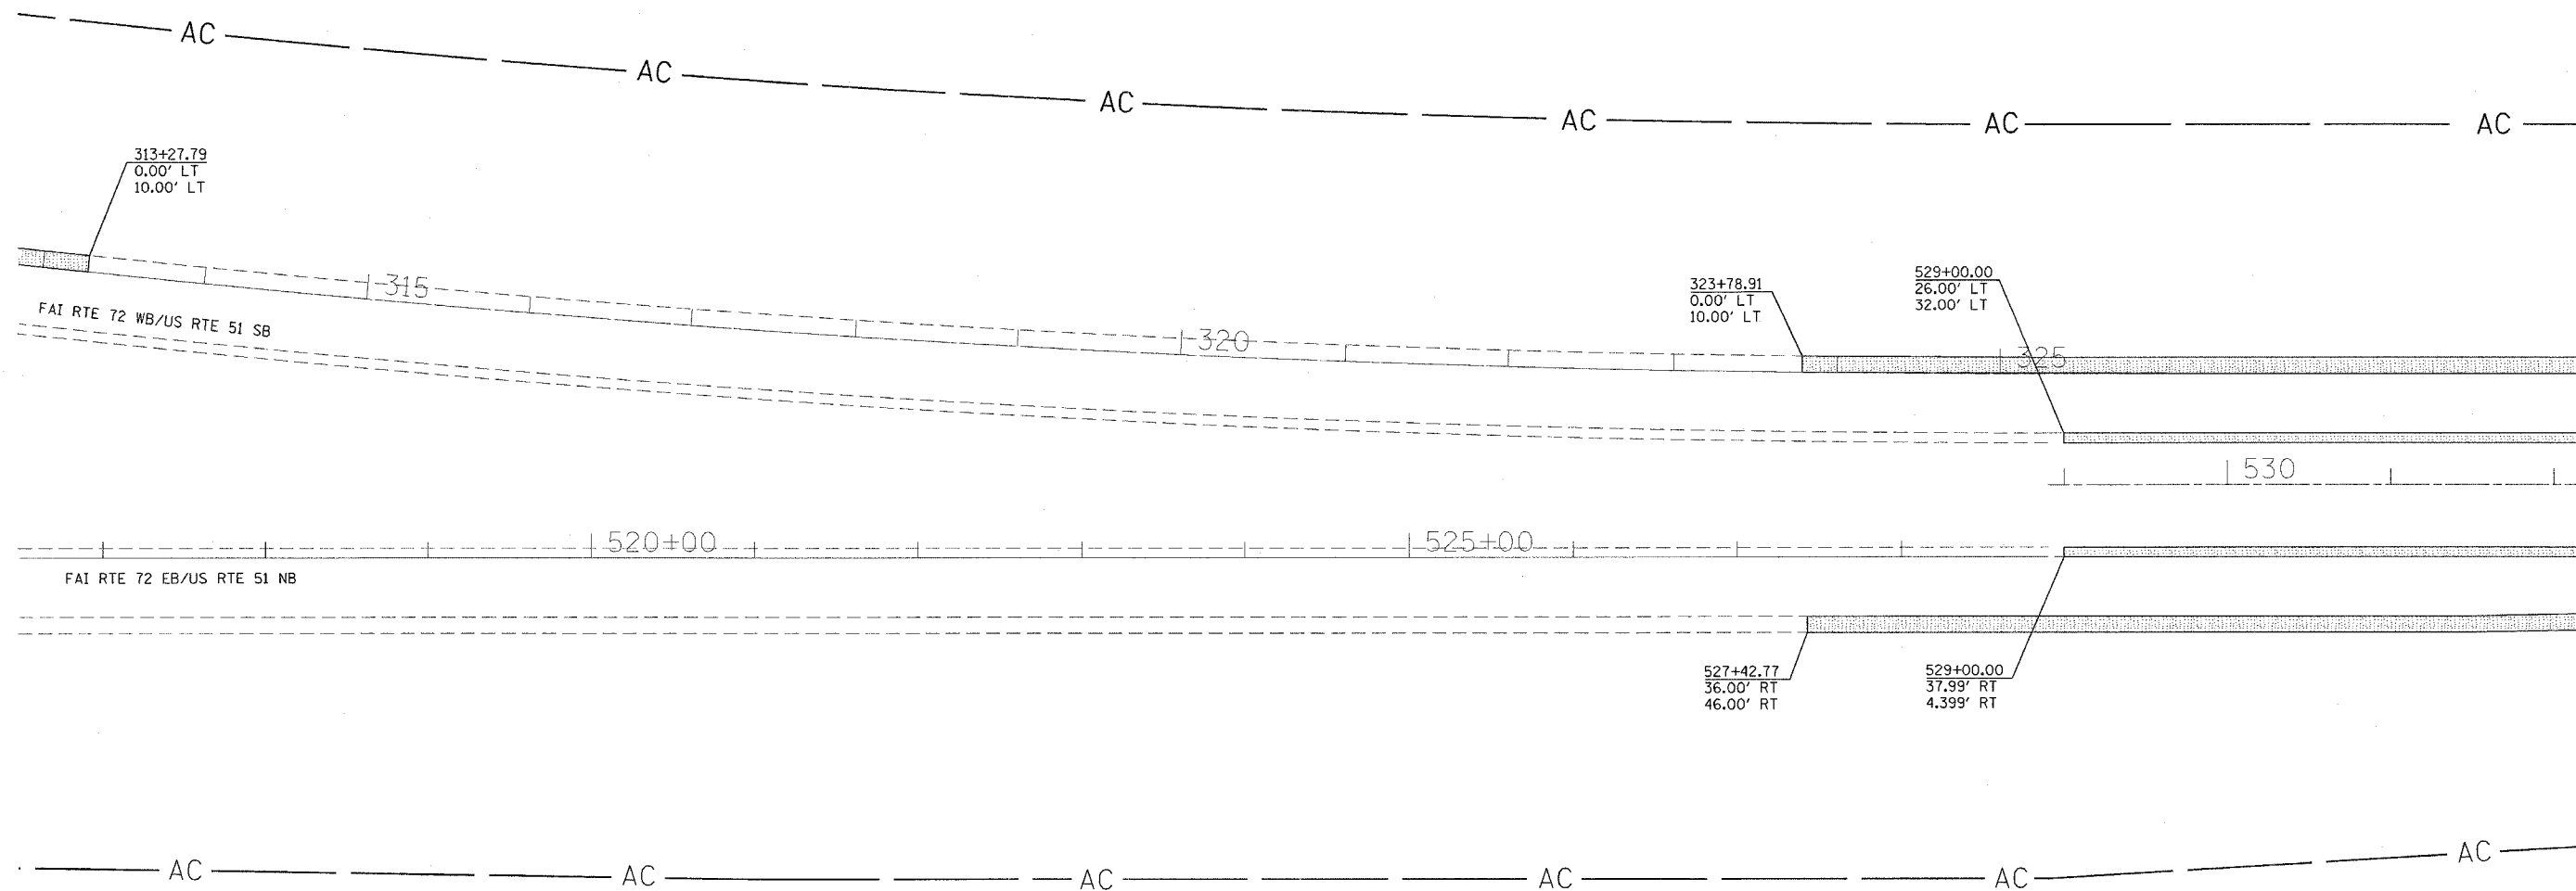 AC
AC
AC
AC
AC
AC
313+27.79
0.00' LT
10.00' LT
315
FAI RTE 72 WB/US RTE 51 SB
320
323+78.91
0.00' LT
10.00' LT
529+00.00
26.00' LT
32.00' LT
325
530
520+00
525+00
FAI RTE 72 EB/US RTE 51 NB
527+42.77
36.00' RT
46.00' RT
529+00.00
37.99' RT
4.399' RT
AC
AC
AC
AC
AC
AC